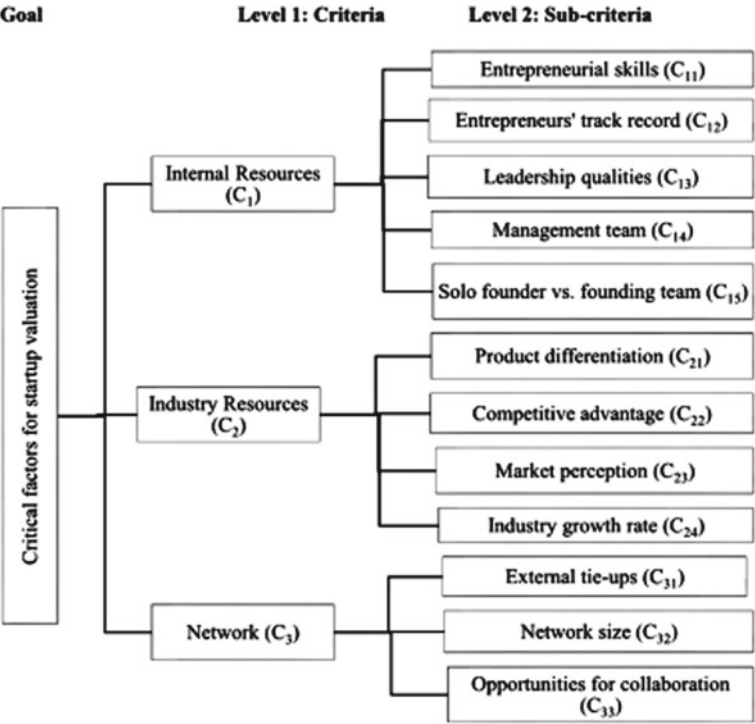 Goal
Level 1: Criteria
Level 2: Sub-criteria
Critical factors for startup valuation
Internal Resources
(C₁)
Entrepreneurial skills (C₁₁)
Entrepreneurs' track record (C₁₂)
Leadership qualities (C₁₃)
Management team (C₁₄)
Solo founder vs. founding team (C₁₅)
Industry Resources
(C₂)
Product differentiation (C₂₁)
Competitive advantage (C₂₂)
Market perception (C₂₃)
Industry growth rate (C₂₄)
Network (C₃)
External tie-ups (C₃₁)
Network size (C₃₂)
Opportunities for collaboration
(C₃₃)